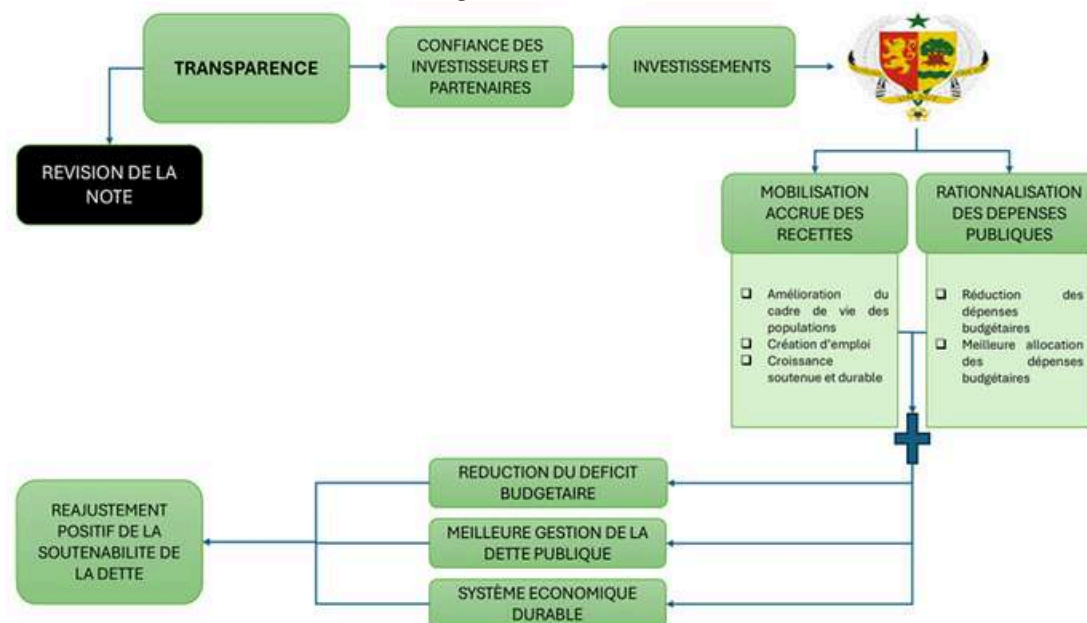 TRANSPARENCE
CONFIANCE DES
INVESTISSEURS ET
PARTENAIRES
INVESTISSEMENTS
REVISION DE LA
NOTE
MOBILISATION
ACCRUE DES
RECETTES
RATIONNALISATION
DES DEPENSES
PUBLIQUES
Amélioration du
cadre de vie des
populations
Création d'emploi
Croissance
soutenue et durable
Réduction des
dépenses
budgétaires
Meilleure allocation
des dépenses
budgétaires
REDUCTION DU DEFICIT
BUDGETAIRE
MEILLEURE GESTION DE LA
DETTE PUBLIQUE
SYSTÈME ECONOMIQUE
DURABLE
REAJUSTEMENT
POSITIF DE LA
SOUTENABILITE DE
LA DETTE